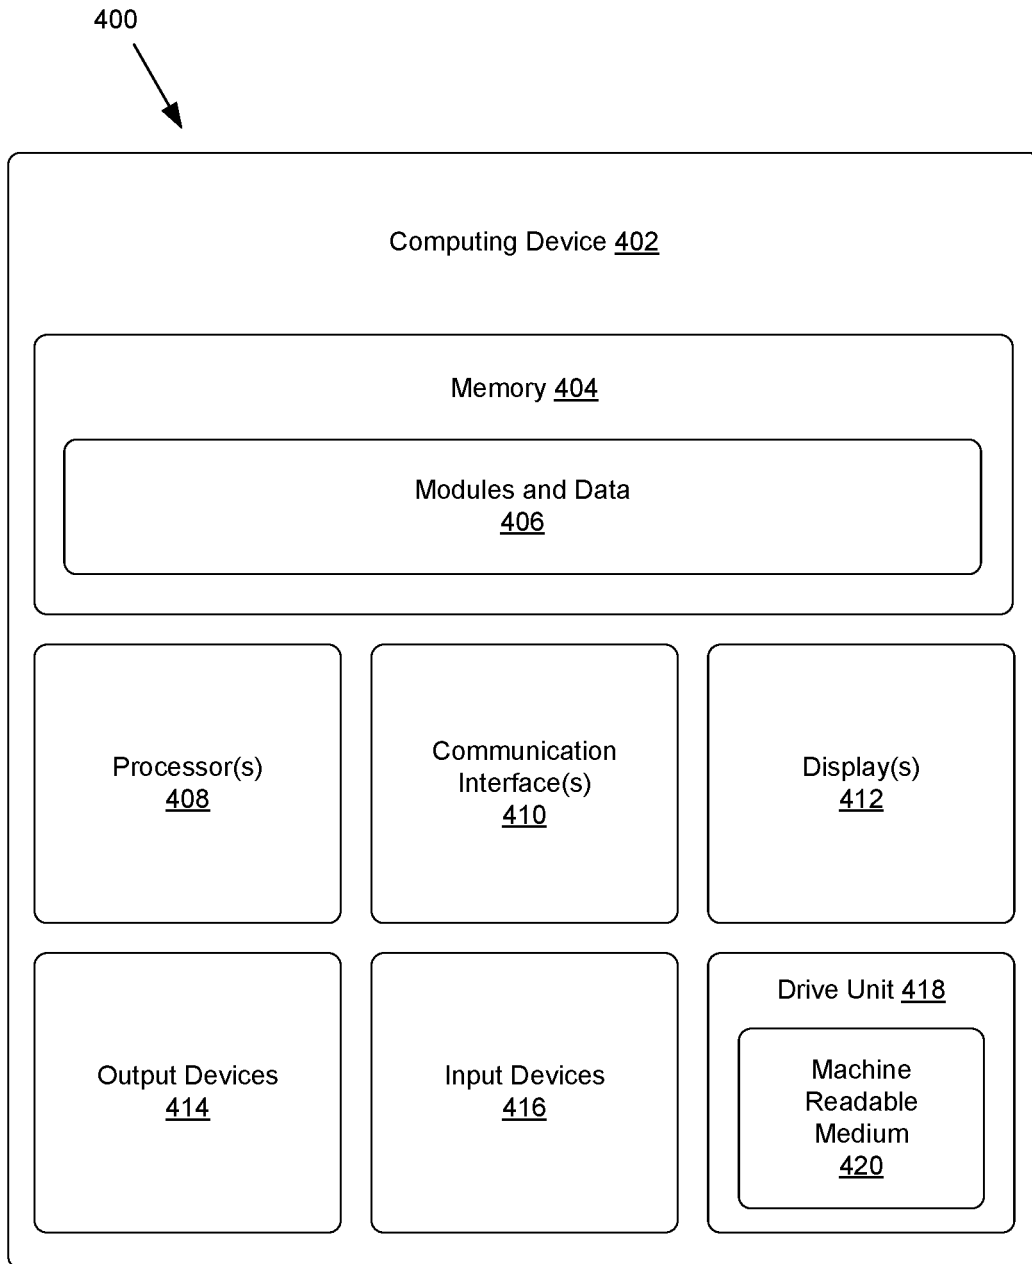 400
Computing Device 402
Memory 404
Modules and Data
406
Processor(s)
408
Communication
Interface(s)
410
Display(s)
412
Output Devices
414
Input Devices
416
Drive Unit 418
Machine
Readable
Medium
420